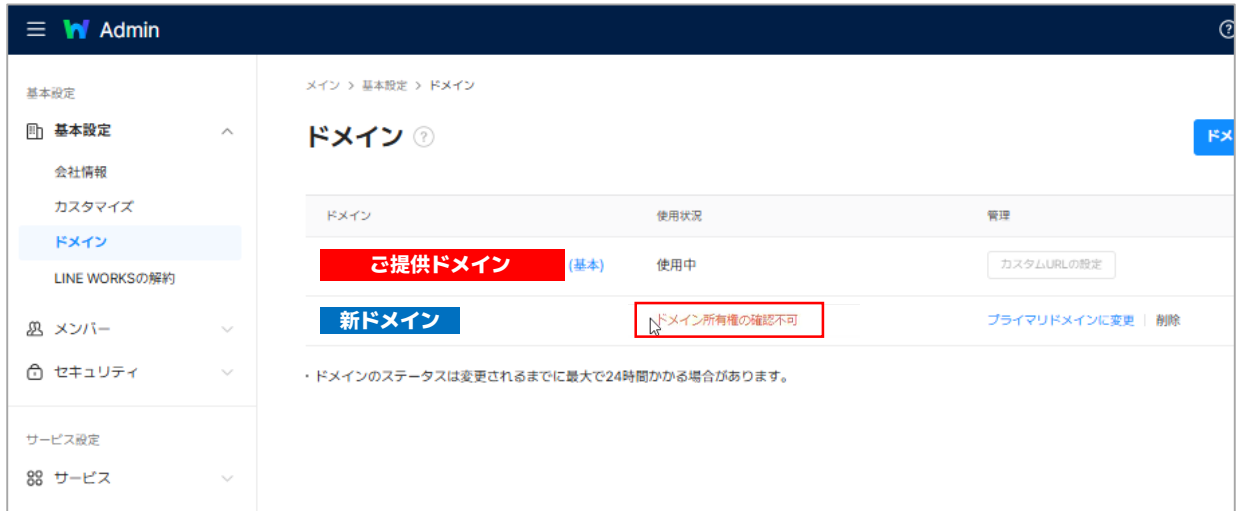 Admin
基本設定
基本設定
会社情報
カスタマイズ
ドメイン
LINE WORKSの解約
メンバー
セキュリティ
サービス設定
サービス
メイン > 基本設定 > ドメイン
ドメイン ?
ドメ
ドメイン 使用状況 管理
ご提供ドメイン (基本) 使用中 カスタムURLの設定
新ドメイン ドメイン所有権の確認不可 プライマリドメインに変更 | 削除
・ドメインのステータスは変更されるまでに最大で24時間かかる場合があります。